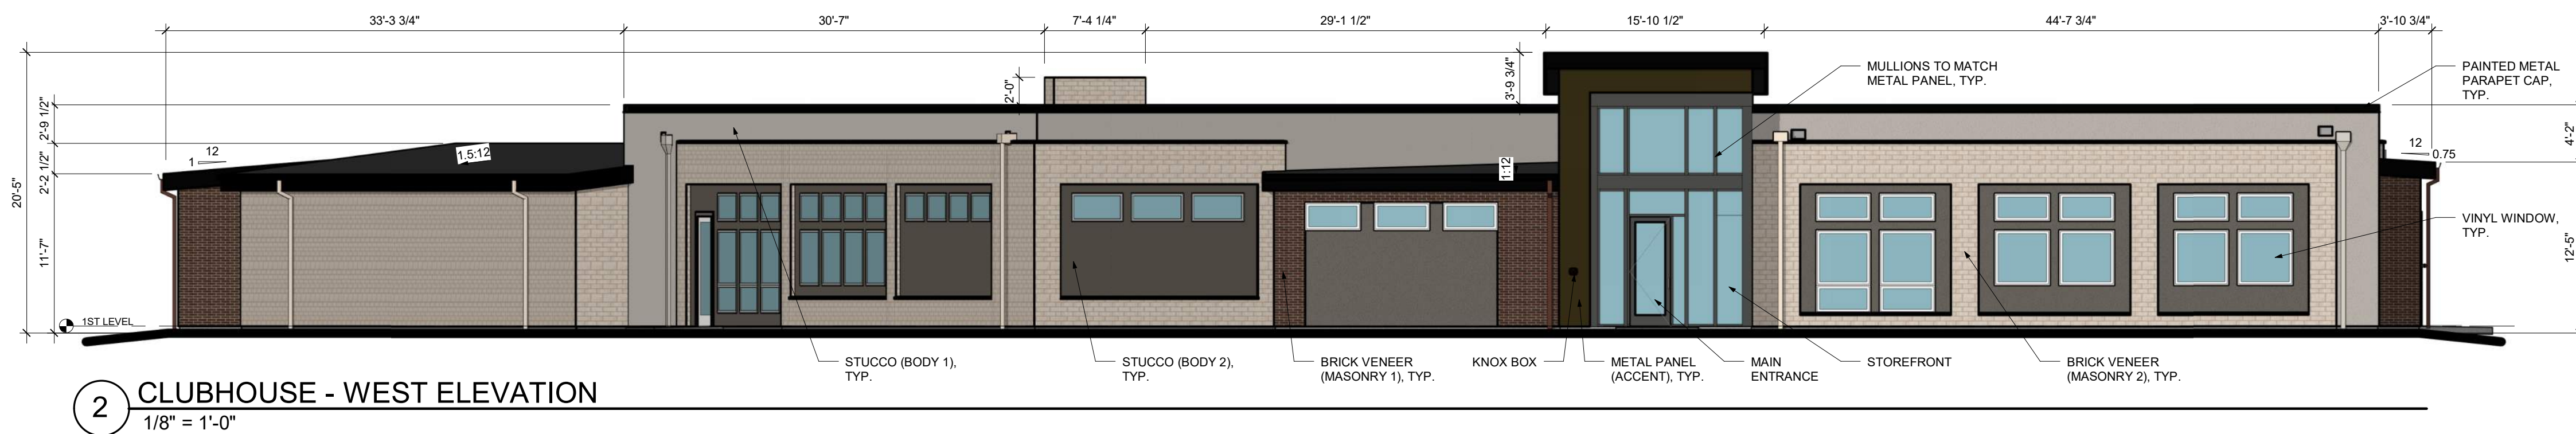 33'-3 3/4"
30'-7"
7'-4 1/4"
29'-1 1/2"
15'-10 1/2"
44'-7 3/4"
3'-10 3/4"
20'-5"
2'-9 1/2"
2'-2 1/2"
11'-7"
1ST LEVEL
12
1
1.5:12
2'-0"
3'-9 3/4"
1:12
MULLIONS TO MATCH
METAL PANEL, TYP.
PAINTED METAL
PARAPET CAP,
TYP.
12
0.75
4'-2"
12'-5"
VINYL WINDOW,
TYP.
STUCCO (BODY 1),
TYP.
STUCCO (BODY 2),
TYP.
BRICK VENEER
(MASONRY 1), TYP.
KNOX BOX
METAL PANEL
(ACCENT), TYP.
MAIN
ENTRANCE
STOREFRONT
BRICK VENEER
(MASONRY 2), TYP.
2
CLUBHOUSE - WEST ELEVATION
1/8" = 1'-0"